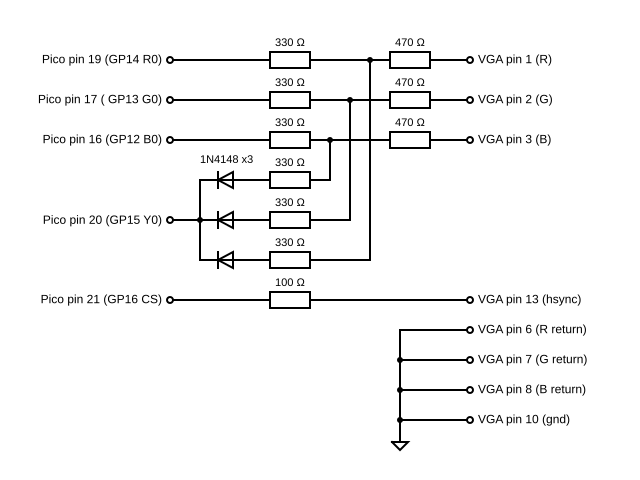 330 Ω 470 Ω
Pico pin 19 (GP14 R0) VGA pin 1 (R)
330 Ω 470 Ω
Pico pin 17 ( GP13 G0) VGA pin 2 (G)
330 Ω 470 Ω
Pico pin 16 (GP12 B0) VGA pin 3 (B)
1N4148 x3 330 Ω
330 Ω
Pico pin 20 (GP15 Y0)
330 Ω
100 Ω
Pico pin 21 (GP16 CS) VGA pin 13 (hsync)
VGA pin 6 (R return)
VGA pin 7 (G return)
VGA pin 8 (B return)
VGA pin 10 (gnd)